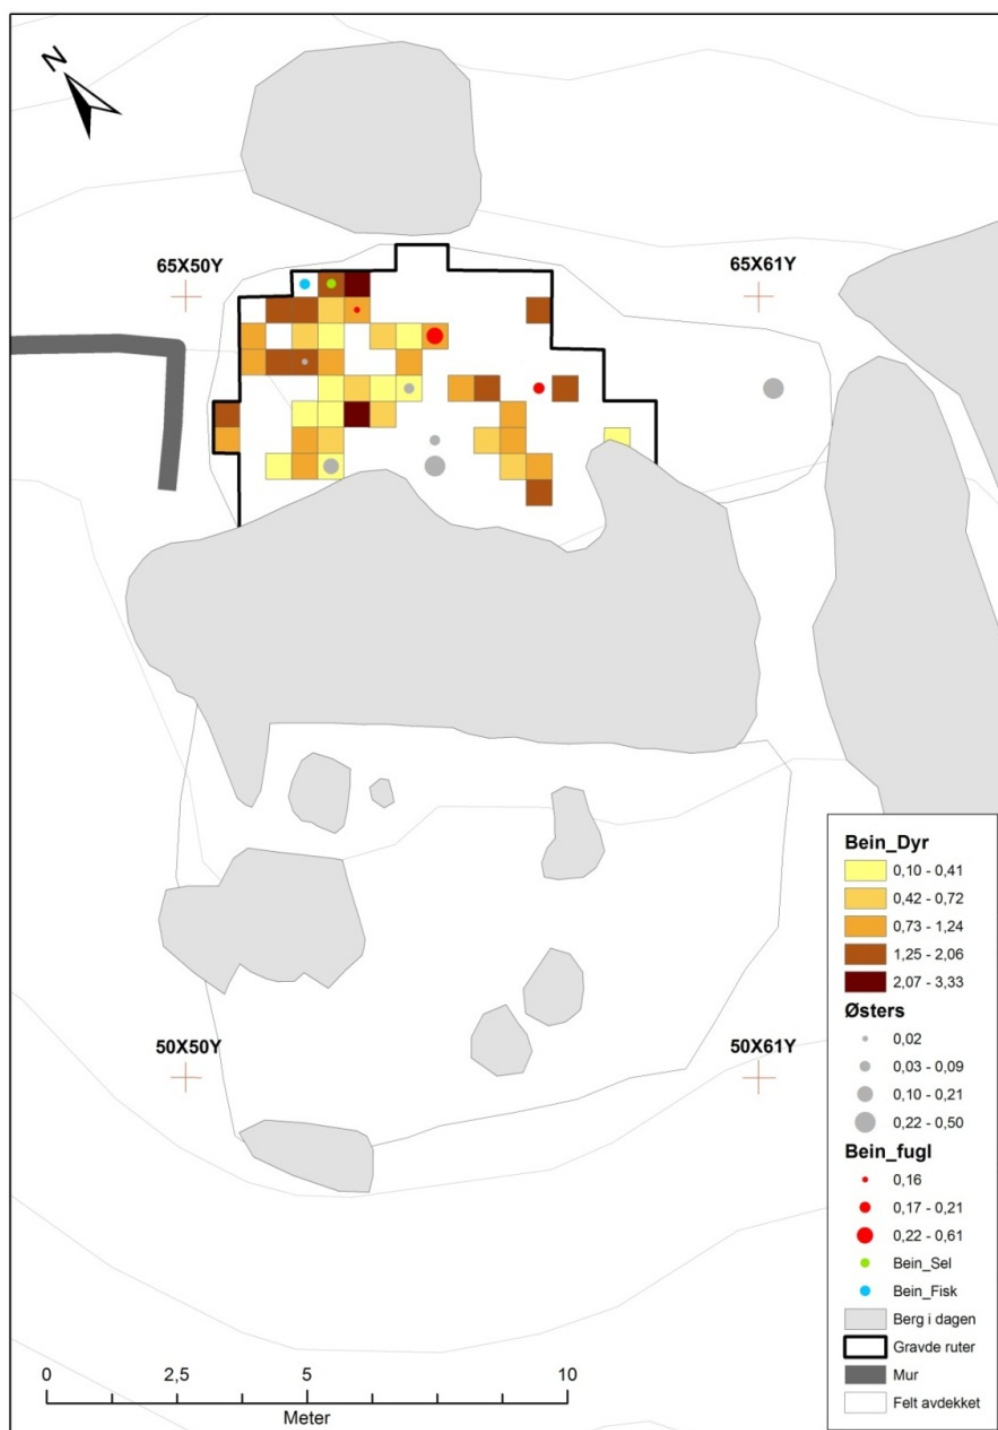 N
65X50Y
65X61Y
50X50Y
50X61Y
Bein_Dyr
0,10 - 0,41
0,42 - 0,72
0,73 - 1,24
1,25 - 2,06
2,07 - 3,33
Østers
0,02
0,03 - 0,09
0,10 - 0,21
0,22 - 0,50
Bein_fugl
0,16
0,17 - 0,21
0,22 - 0,61
Bein_Sel
Bein_Fisk
Berg i dagen
Gravde ruter
Mur
Felt avdekket
0 2,5 5 10
Meter